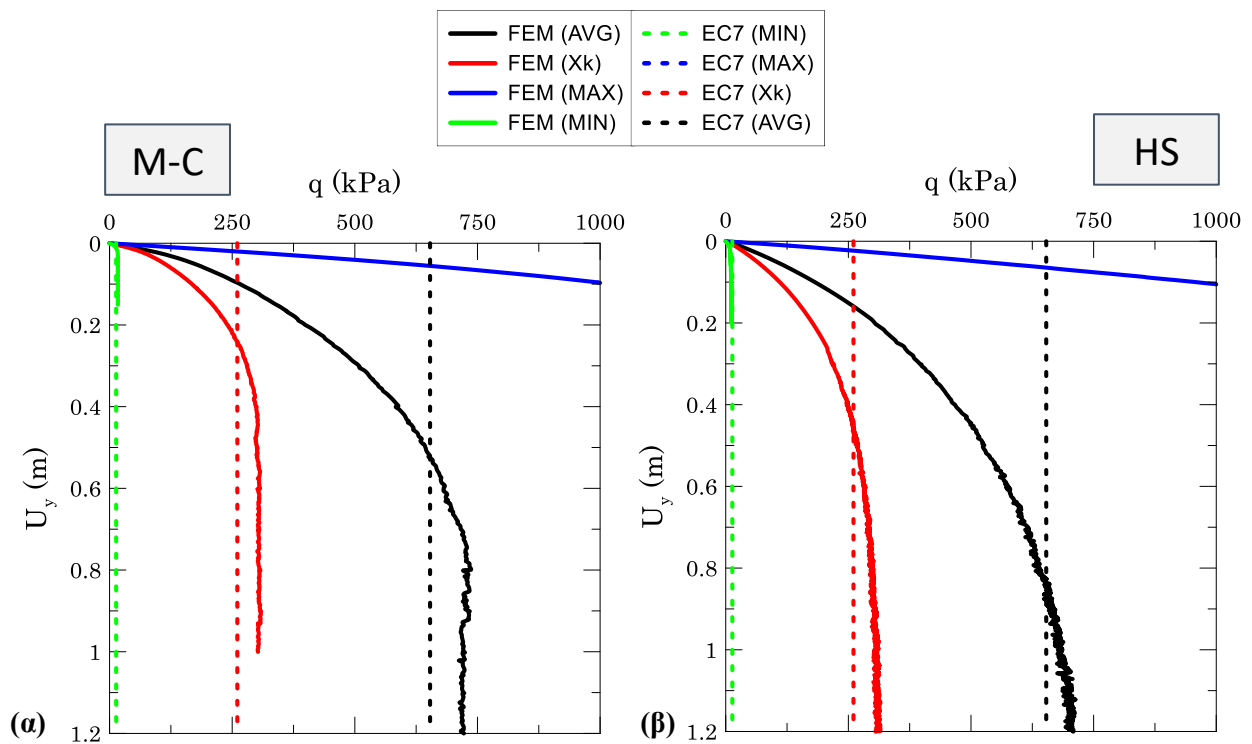 FEM (AVG)
FEM (Xk)
FEM (MAX)
FEM (MIN)
EC7 (MIN)
EC7 (MAX)
EC7 (Xk)
EC7 (AVG)
M-C
q (kPa)
0 250 500 750 1000
0
0.2
0.4
0.6
0.8
1
1.2
U_y (m)
(α)
HS
q (kPa)
0 250 500 750 1000
0
0.2
0.4
0.6
0.8
1
1.2
U_y (m)
(β)